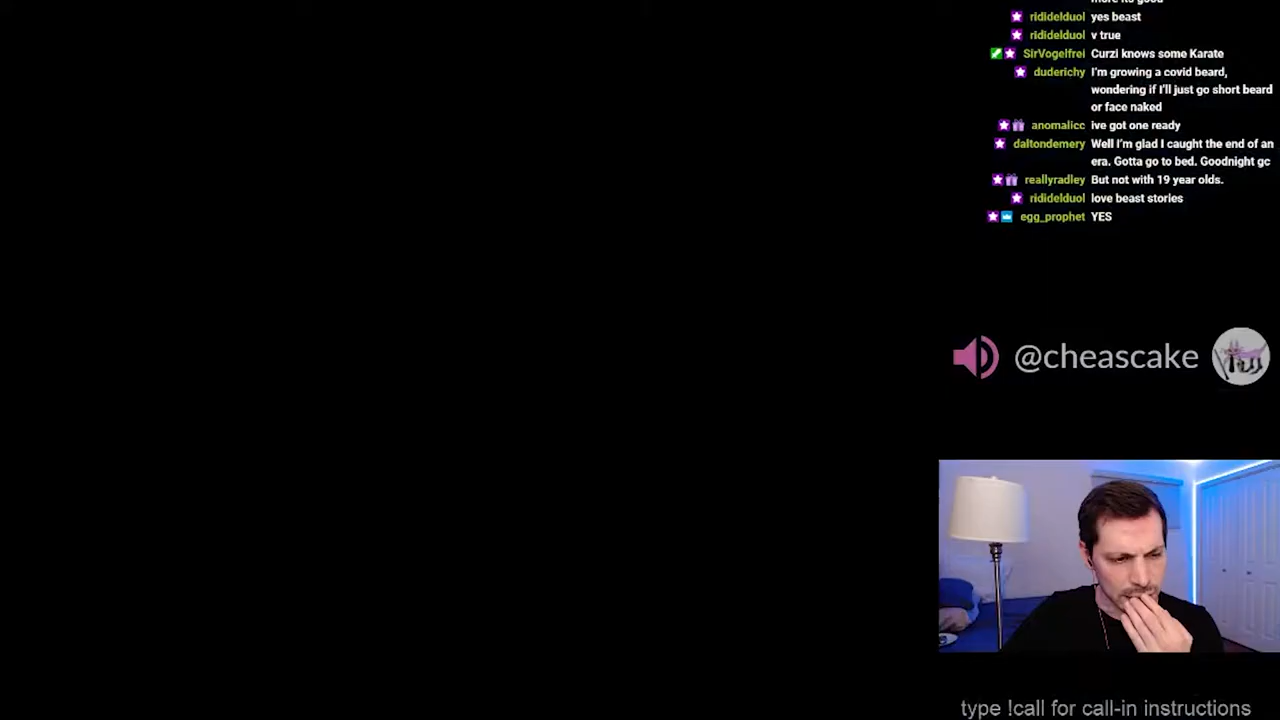 rididelduol yes beast
rididelduol v true
SirVogelfrei Curzi knows some Karate
duderichy I'm growing a covid beard,
wondering if I'll just go short beard
or face naked
anomalicc ive got one ready
daltondemery Well I'm glad I caught the end of an
era. Gotta go to bed. Goodnight gc
reallyradley But not with 19 year olds.
rididelduol love beast stories
egg_prophet YES
@cheascake
type !call for call-in instructions